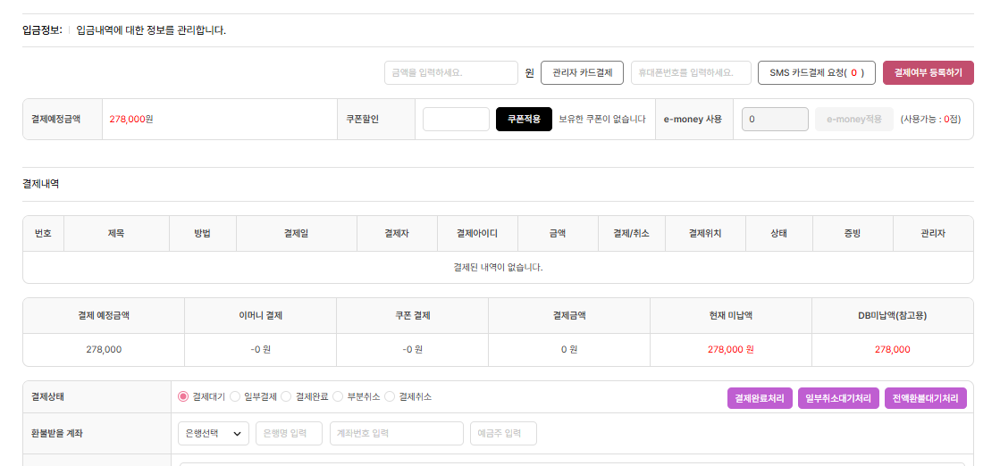 입금정보: 입금내역에 대한 정보를 관리합니다.
금액을 입력하세요. 원 관리자 카드결제 휴대폰번호를 입력하세요. SMS 카드결제 요청( 0 ) 결제여부 등록하기
결제예정금액 278,000원 쿠폰할인 쿠폰적용 보유한 쿠폰이 없습니다 e-money 사용 0 e-money적용 (사용가능 : 0점)
결제내역
번호 제목 방법 결제일 결제자 결제아이디 금액 결제/취소 결제위치 상태 증빙 관리자
결제된 내역이 없습니다.
결제 예정금액 이머니 결제 쿠폰 결제 결제금액 현재 미납액 DB미납액(참고용)
278,000 -0 원 -0 원 0 원 278,000 원 278,000
결제상태 결제대기 일부결제 결제완료 부분취소 결제취소 결제완료처리 일부취소대기처리 전액환불대기처리
환불받을 계좌 은행선택 은행명 입력 계좌번호 입력 예금주 입력